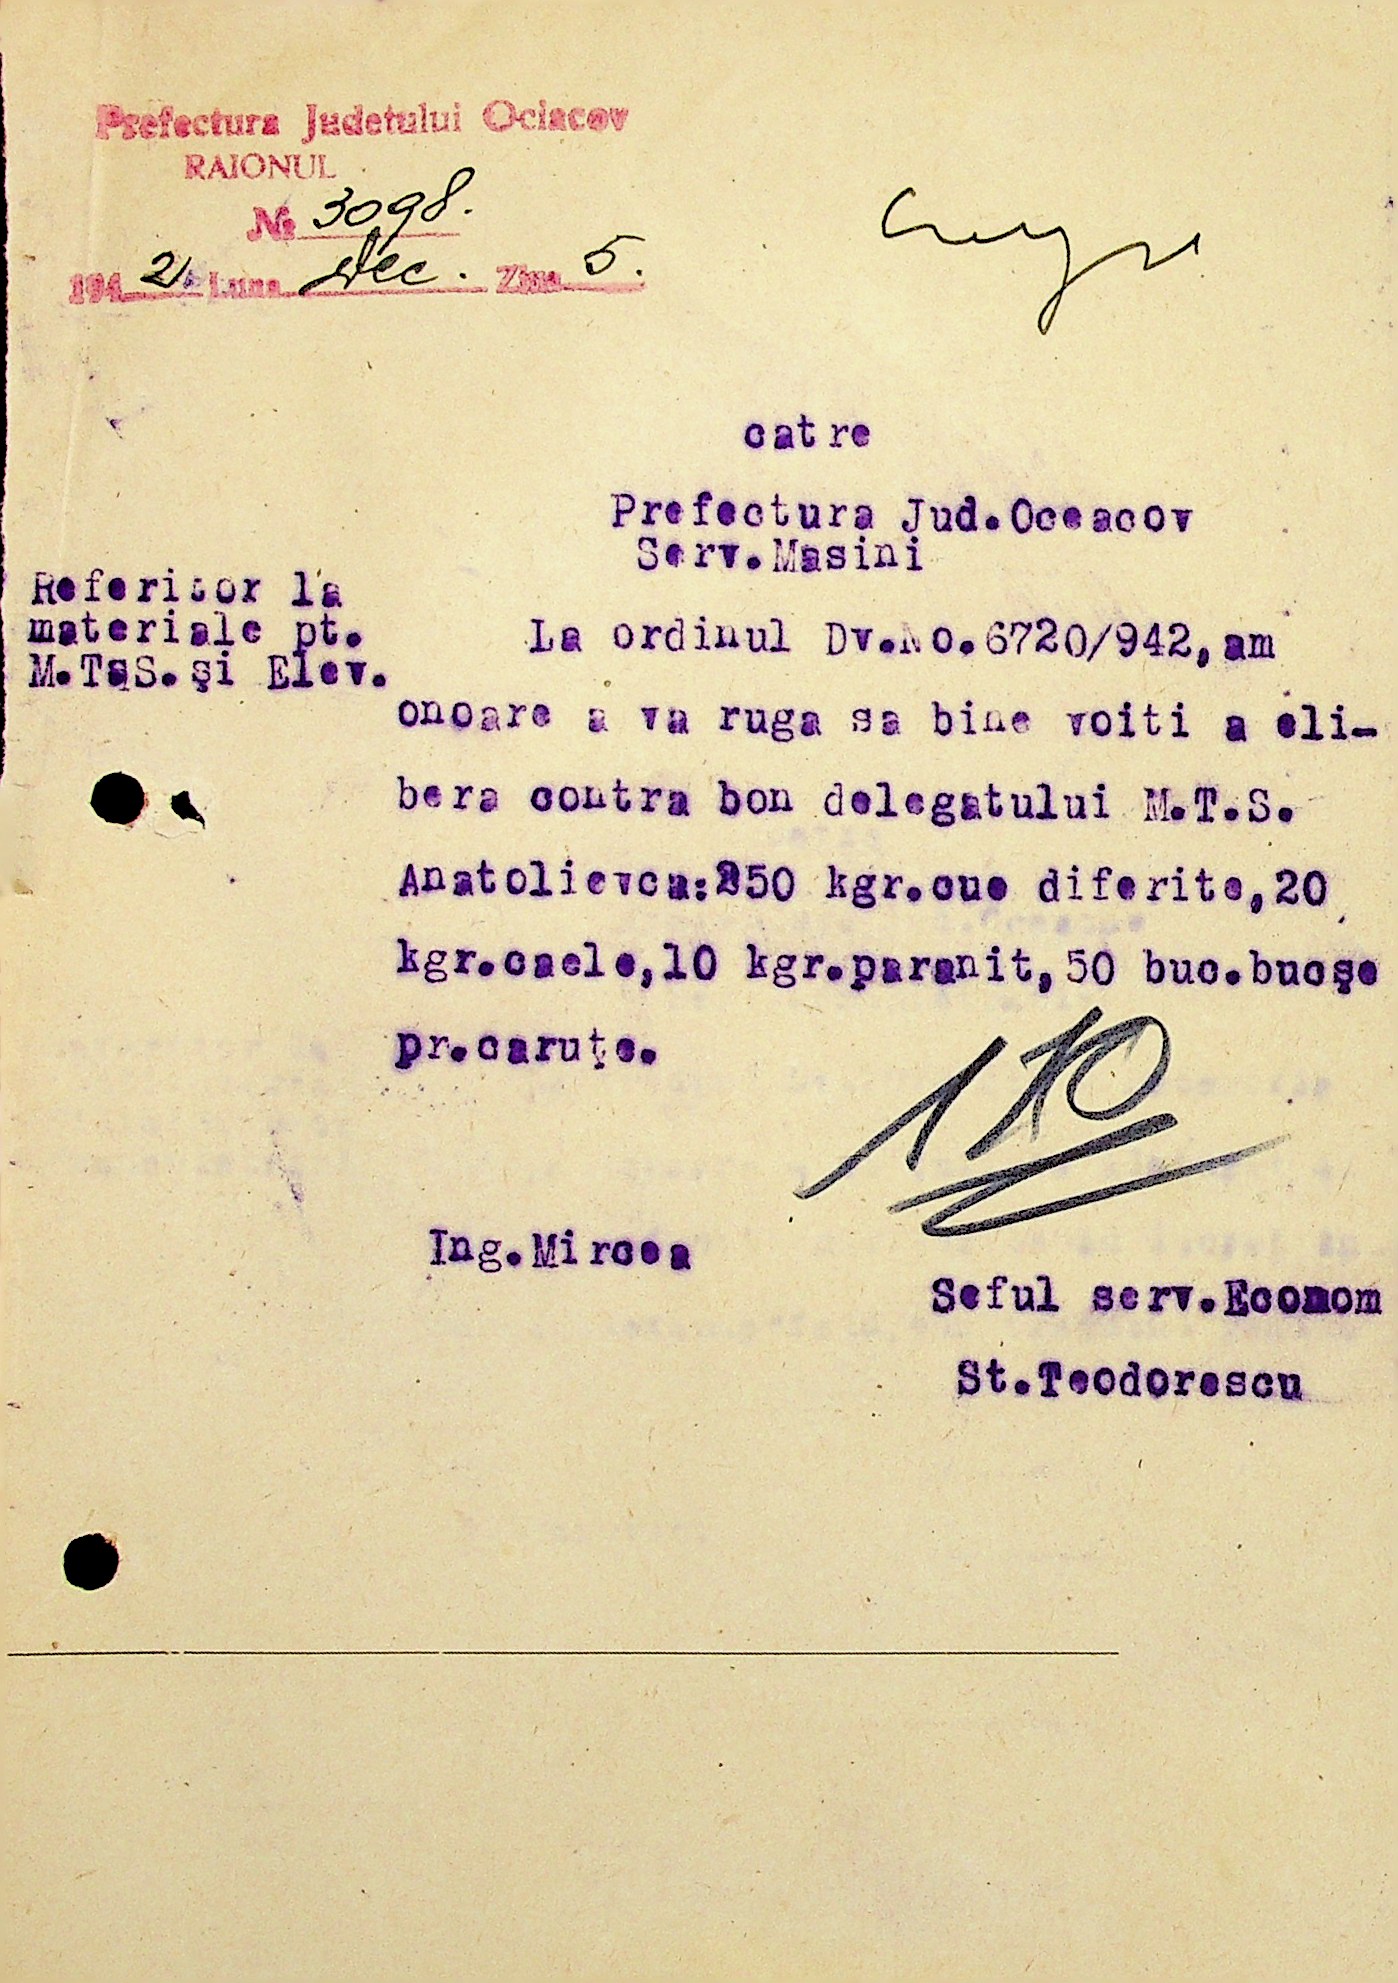 Prefectura Judetului Ociacov
RAIONUL
№ 3098.
1942 Luna Dec. Ziua 5.
catre
Prefectura Jud.Oceacov
Serv.Masini
Referitor la
materiale pt.
M.T.S. şi Elev.
La ordinul Dv.No.6720/942, am
onoare a va ruga sa bine voiti a eli-
bera contra bon delegatului M.T.S.
Anatolievca:250 kgr.cue diferite,20
kgr.caele,10 kgr.paranit,50 buc.bucşe
pr.caruţe.
110
Ing.Mircea
Seful serv.Econom
St.Teodorescu